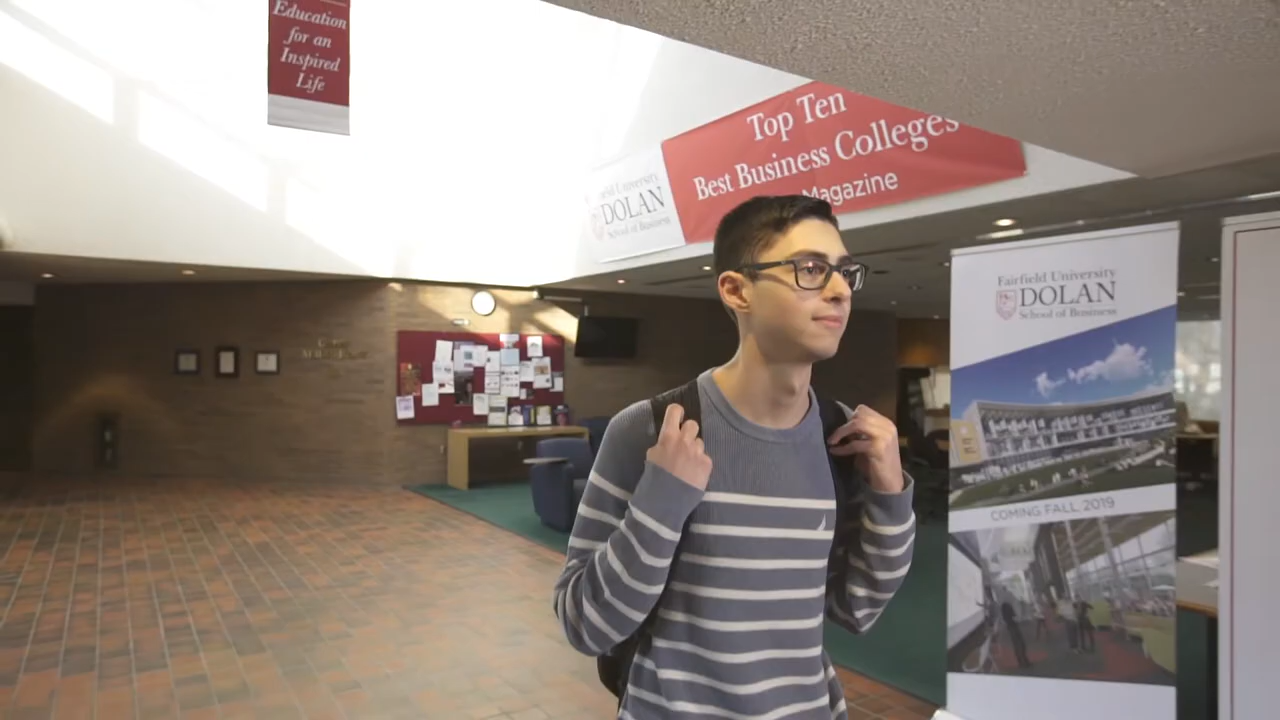 Education
for an
Inspired
Life
Top Ten
Best Business Colleges
Magazine
University
DOLAN
School of Business
Fairfield University
DOLAN
School of Business
COMING FALL 2019